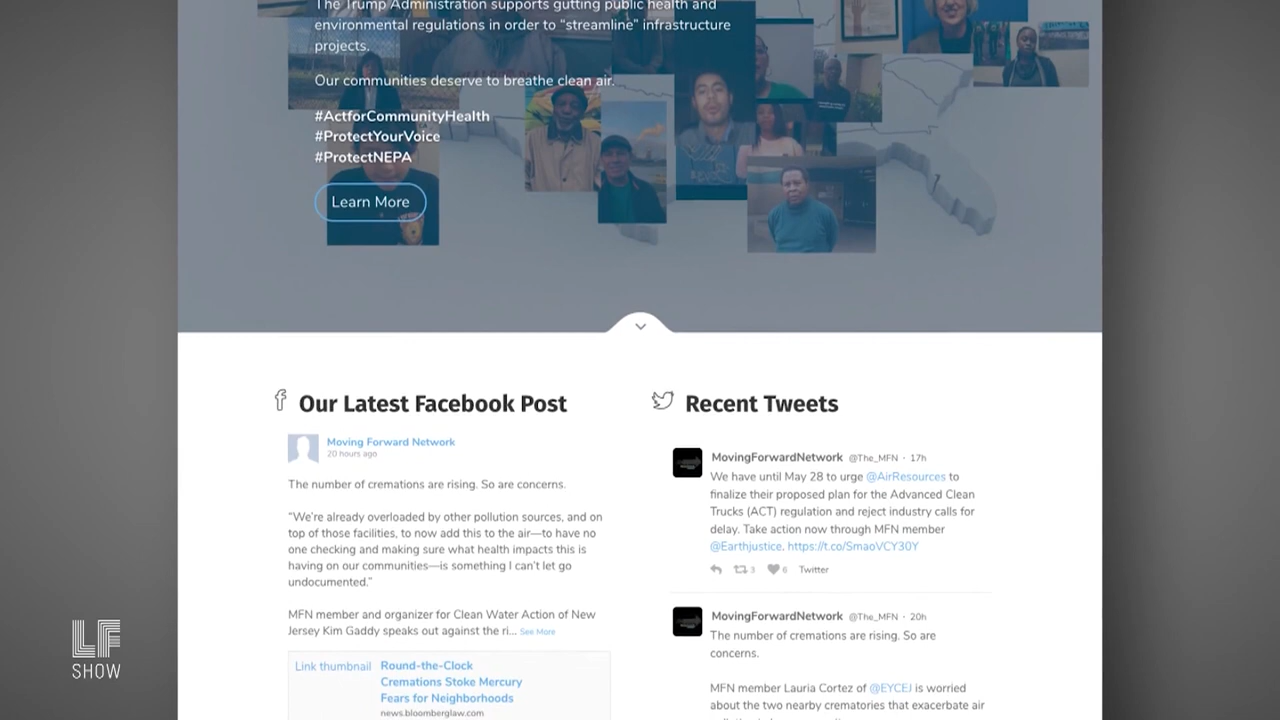 The Trump Administration supports gutting public health and
environmental regulations in order to “streamline” infrastructure
projects.
Our communities deserve to breathe clean air.
#ActforCommunityHealth
#ProtectYourVoice
#ProtectNEPA
Learn More
Our Latest Facebook Post
Moving Forward Network
20 hours ago
The number of cremations are rising. So are concerns.
“We’re already overloaded by other pollution sources, and on
top of those facilities, to now add this to the air—to have no
one checking and making sure what health impacts this is
having on our communities—is something I can’t let go
undocumented.”
MFN member and organizer for Clean Water Action of New
Jersey Kim Gaddy speaks out against the ri... See More
Link thumbnail
Round-the-Clock
Cremations Stoke Mercury
Fears for Neighborhoods
news.bloomberglaw.com
Recent Tweets
MovingForwardNetwork @The_MFN · 17h
We have until May 28 to urge @AirResources to
finalize their proposed plan for the Advanced Clean
Trucks (ACT) regulation and reject industry calls for
delay. Take action now through MFN member
@Earthjustice. https://t.co/SmaoVCY30Y
3 6 Twitter
MovingForwardNetwork @The_MFN · 20h
The number of cremations are rising. So are
concerns.
MFN member Lauria Cortez of @EYCEJ is worried
about the two nearby crematories that exacerbate air
LF
SHOW